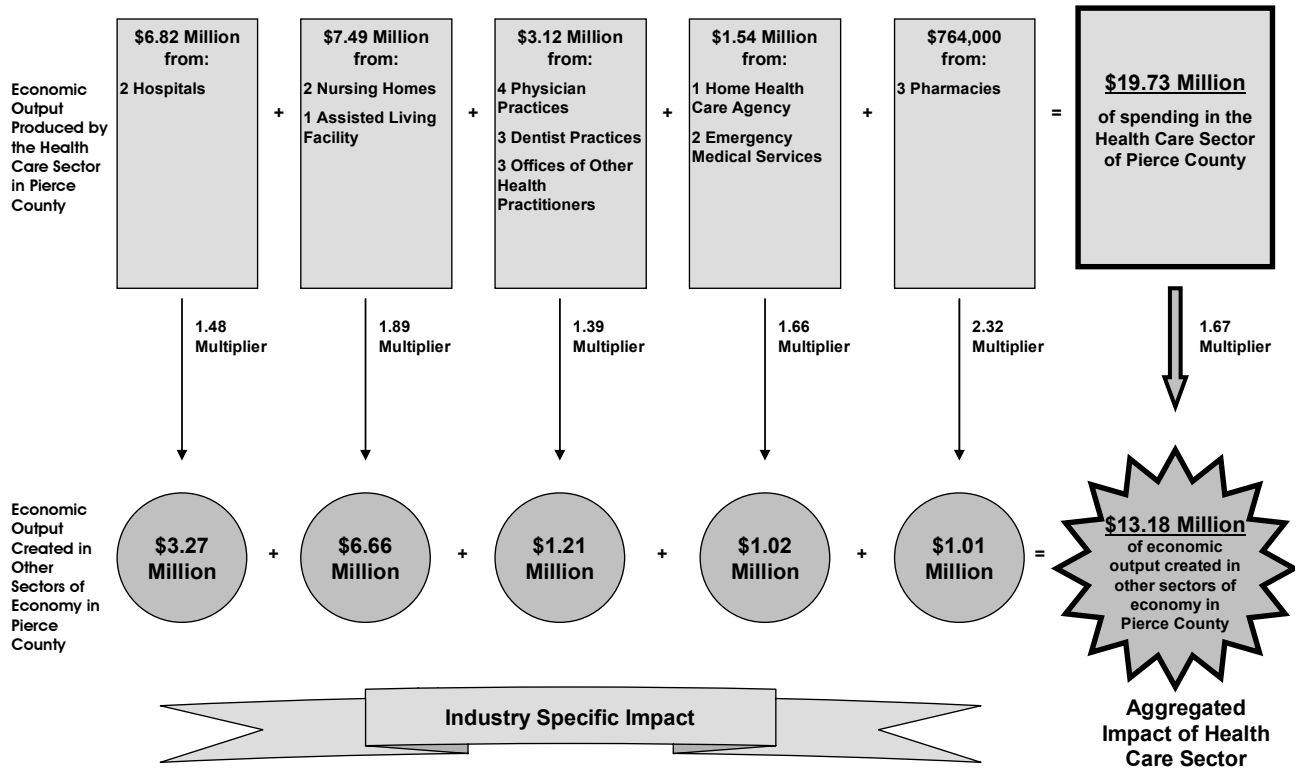 Economic
Output
Produced by
the Health
Care Sector
in Pierce
County
$6.82 Million
from:
2 Hospitals
+
$7.49 Million
from:
2 Nursing Homes
1 Assisted Living
Facility
+
$3.12 Million
from:
4 Physician
Practices
3 Dentist Practices
3 Offices of Other
Health
Practitioners
+
$1.54 Million
from:
1 Home Health
Care Agency
2 Emergency
Medical Services
+
$764,000
from:
3 Pharmacies
=
$19.73 Million
of spending in the
Health Care Sector
of Pierce County
1.48
Multiplier
1.89
Multiplier
1.39
Multiplier
1.66
Multiplier
2.32
Multiplier
1.67
Multiplier
Economic
Output
Created in
Other
Sectors of
Economy in
Pierce
County
$3.27
Million
+
$6.66
Million
+
$1.21
Million
+
$1.02
Million
+
$1.01
Million
=
$13.18 Million
of economic
output created in
other sectors of
economy in
Pierce County
Industry Specific Impact
Aggregated
Impact of Health
Care Sector